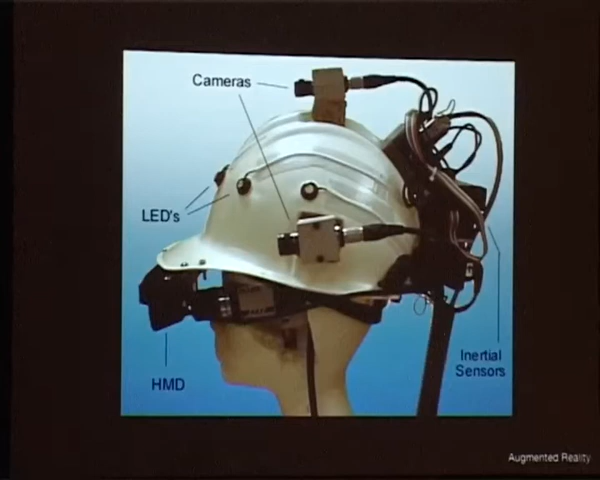 Cameras
LED's
HMD
Inertial
Sensors
Augmented Reality